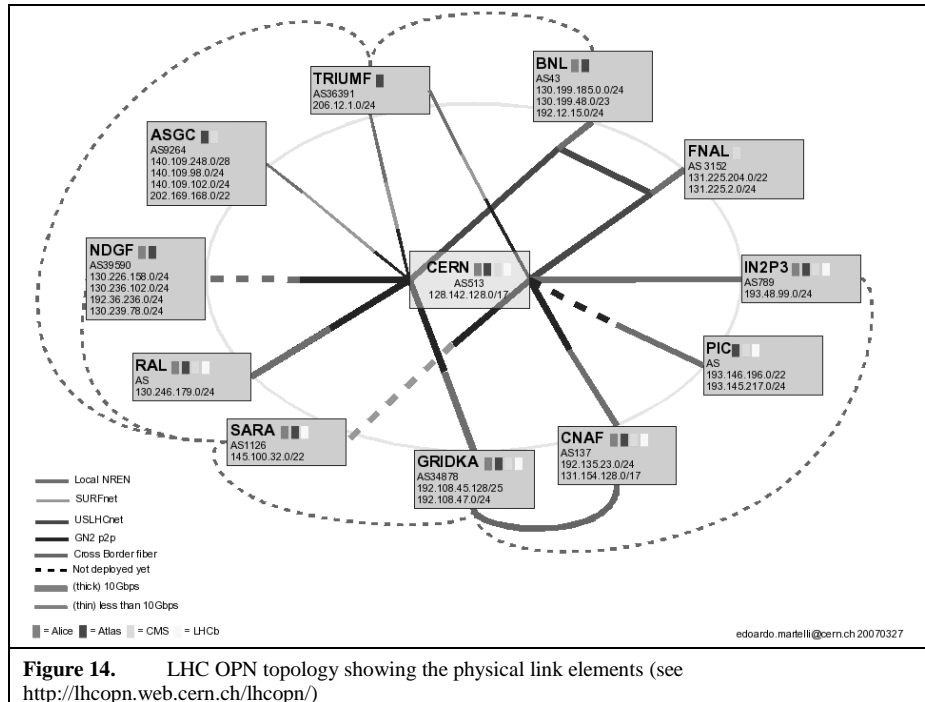 TRIUMF
AS36391
206.12.1.0/24
BNL
AS43
130.199.185.0.0/24
130.199.48.0/23
192.12.15.0/24
ASGC
AS9264
140.109.248.0/28
140.109.98.0/24
140.109.102.0/24
202.169.168.0/22
FNAL
AS 3152
131.225.204.0/22
131.225.2.0/24
NDGF
AS39590
130.226.158.0/24
130.236.102.0/24
192.36.236.0/24
130.239.78.0/24
CERN
AS513
128.142.128.0/17
IN2P3
AS789
193.48.99.0/24
RAL
AS
130.246.179.0/24
PIC
AS
193.146.196.0/22
193.145.217.0/24
SARA
AS1126
145.100.32.0/22
GRIDKA
AS34878
192.108.45.128/25
192.108.47.0/24
CNAF
AS137
192.135.23.0/24
131.154.128.0/17
Local NREN
SURFnet
USLHCnet
GN2 p2p
Cross Border fiber
Not deployed yet
(thick) 10Gbps
(thin) less than 10Gbps
= Alice = Atlas = CMS = LHCb
edoardo.martelli@cern.ch 20070327
Figure 14. LHC OPN topology showing the physical link elements (see
http://lhcopn.web.cern.ch/lhcopn/)